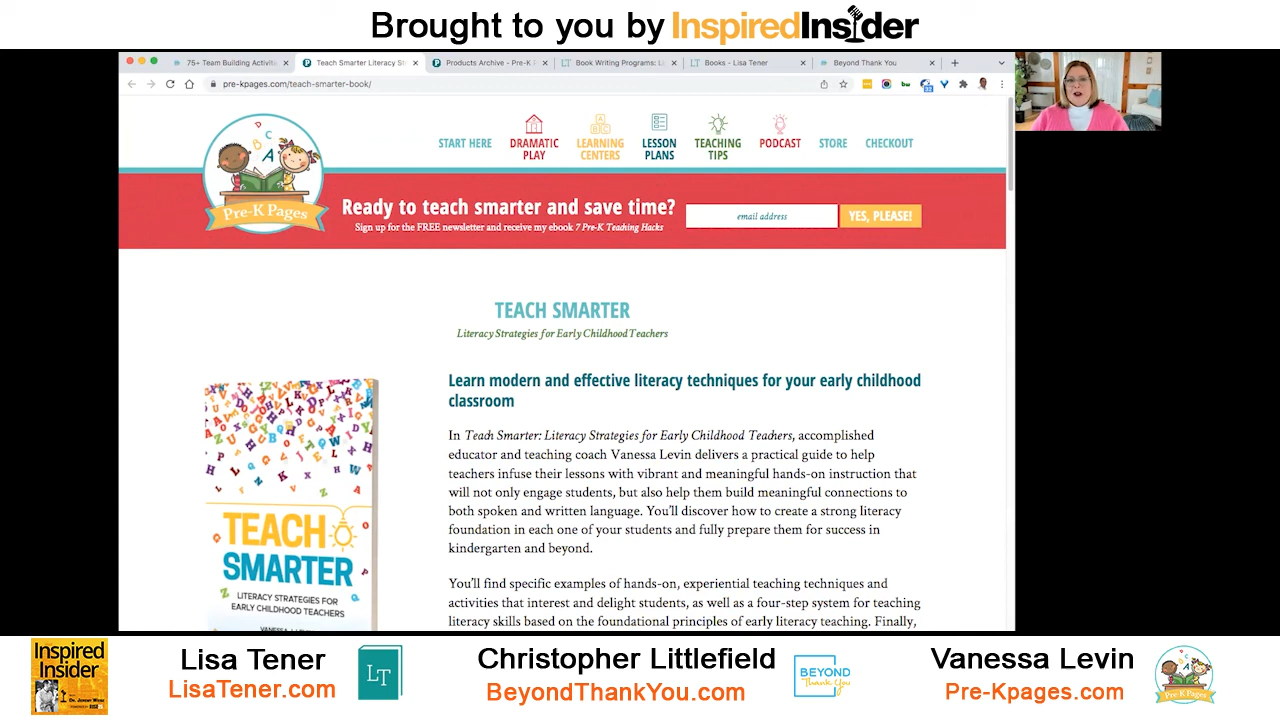 Brought to you by InspiredInsider
75+ Team Building Activiti
Teach Smarter Literacy St
Products Archive - Pre-K P
Book Writing Programs: Li
Books - Lisa Tener
Beyond Thank You
pre-kpages.com/teach-smarter-book/
START HERE
DRAMATIC
PLAY
LEARNING
CENTERS
LESSON
PLANS
TEACHING
TIPS
PODCAST
STORE
CHECKOUT
Pre-K Pages
Ready to teach smarter and save time?
Sign up for the FREE newsletter and receive my ebook 7 Pre-K Teaching Hacks
email address
YES, PLEASE!
TEACH SMARTER
Literacy Strategies for Early Childhood Teachers
Learn modern and effective literacy techniques for your early childhood
classroom
In Teach Smarter: Literacy Strategies for Early Childhood Teachers, accomplished
educator and teaching coach Vanessa Levin delivers a practical guide to help
teachers infuse their lessons with vibrant and meaningful hands-on instruction that
will not only engage students, but also help them build meaningful connections to
both spoken and written language. You'll discover how to create a strong literacy
foundation in each one of your students and fully prepare them for success in
kindergarten and beyond.
You'll find specific examples of hands-on, experiential teaching techniques and
activities that interest and delight students, as well as a four-step system for teaching
literacy skills based on the foundational principles of early literacy teaching. Finally,
TEACH
SMARTER
LITERACY STRATEGIES FOR
EARLY CHILDHOOD TEACHERS
Inspired
Insider
Lisa Tener
LisaTener.com
LT
Christopher Littlefield
BeyondThankYou.com
BEYOND
Thank You
Vanessa Levin
Pre-Kpages.com